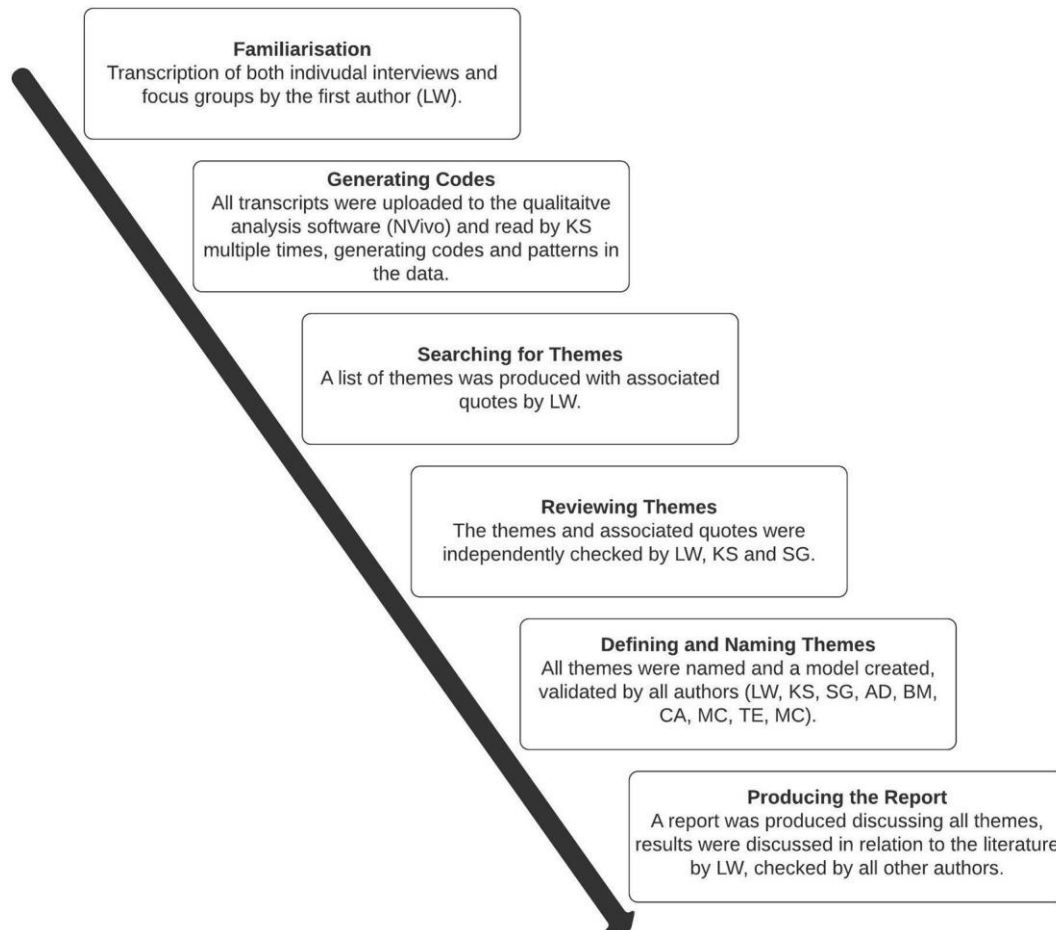 Familiarisation
Transcription of both indivudal interviews and
focus groups by the first author (LW).
Generating Codes
All transcripts were uploaded to the qualitaitve
analysis software (NVivo) and read by KS
multiple times, generating codes and patterns in
the data.
Searching for Themes
A list of themes was produced with associated
quotes by LW.
Reviewing Themes
The themes and associated quotes were
independently checked by LW, KS and SG.
Defining and Naming Themes
All themes were named and a model created,
validated by all authors (LW, KS, SG, AD, BM,
CA, MC, TE, MC).
Producing the Report
A report was produced discussing all themes,
results were discussed in relation to the literature
by LW, checked by all other authors.